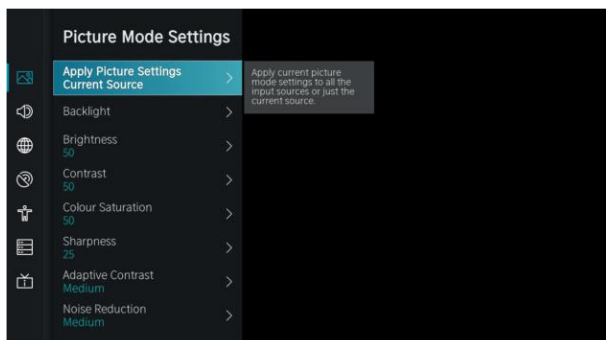 Picture Mode Settings
Apply Picture Settings
Current Source
Apply current picture
mode settings to all the
input sources or just the
current source.
Backlight
Brightness
50
Contrast
50
Colour Saturation
50
Sharpness
25
Adaptive Contrast
Medium
Noise Reduction
Medium